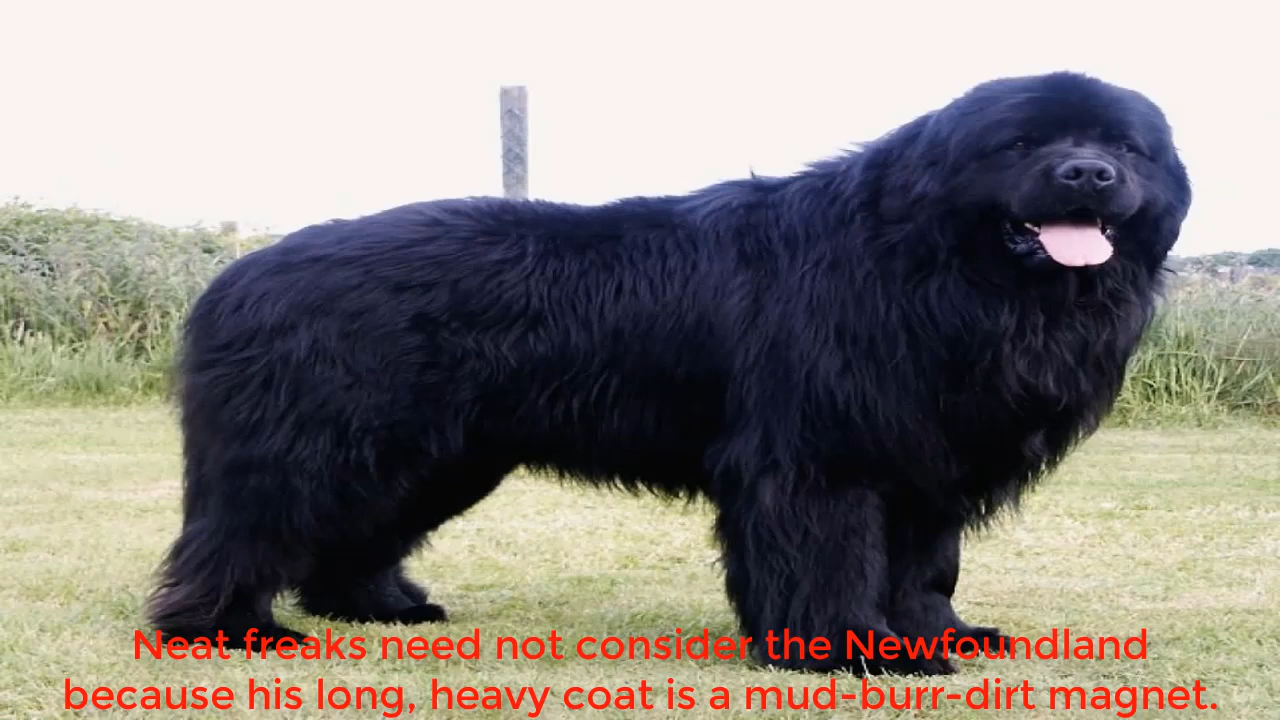 Neat freaks need not consider the Newfoundland
because his long, heavy coat is a mud-burr-dirt magnet.